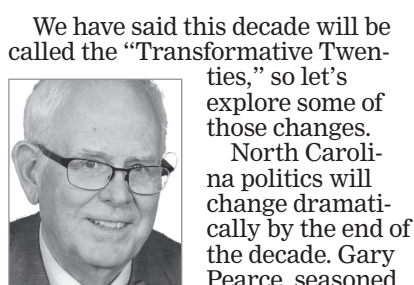 We have said this decade will be
called the “Transformative Twen-
ties,” so let’s
explore some of
those changes.
North Caroli-
na politics will
change dramati-
cally by the end of
the decade. Gary
Pearce, seasoned